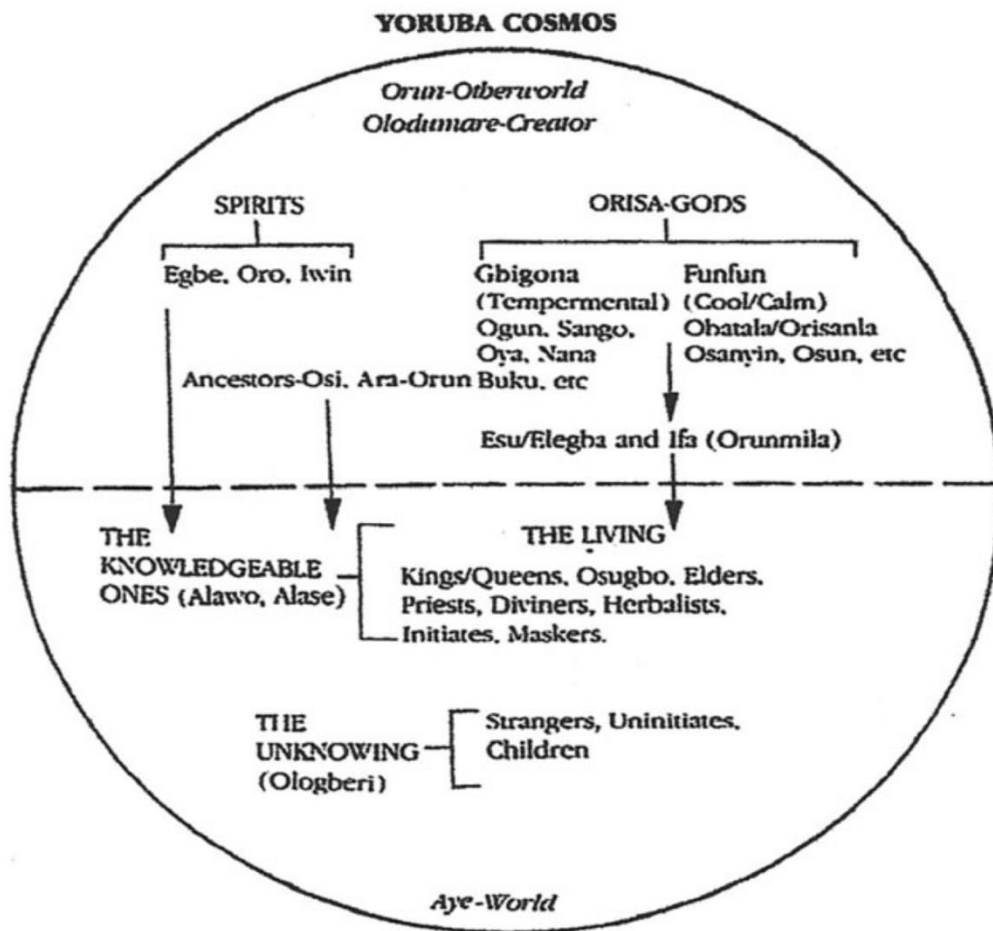 YORUBA COSMOS
Orun-Otherworld
Olodumare-Creator
SPIRITS
Egbe, Oro, Iwin
ORISA-GODS
Gbigona
(Tempermental)
Ogun, Sango,
Oya, Nana
Buku, etc
Funfun
(Cool/Calm)
Obatala/Orisanla
Osanyin, Osun, etc
Ancestors-Osi, Ara-Orun
Esu/Elegba and Ifa (Orunmila)
THE
KNOWLEDGEABLE
ONES (Alawo, Alase)
THE LIVING
Kings/Queens, Osugbo, Elders,
Priests, Diviners, Herbalists,
Initiates, Maskers.
THE
UNKNOWING
(Ologberi)
Strangers, Uninitiates,
Children
Aye-World